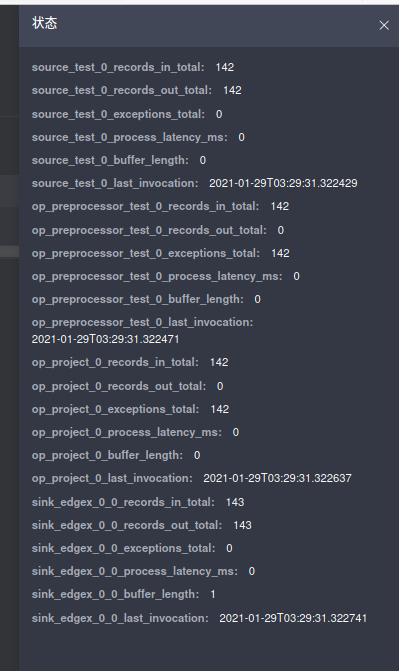 状态
source_test_0_records_in_total: 142
source_test_0_records_out_total: 142
source_test_0_exceptions_total: 0
source_test_0_process_latency_ms: 0
source_test_0_buffer_length: 0
source_test_0_last_invocation: 2021-01-29T03:29:31.322429
op_preprocessor_test_0_records_in_total: 142
op_preprocessor_test_0_records_out_total: 0
op_preprocessor_test_0_exceptions_total: 142
op_preprocessor_test_0_process_latency_ms: 0
op_preprocessor_test_0_buffer_length: 0
op_preprocessor_test_0_last_invocation:
2021-01-29T03:29:31.322471
op_project_0_records_in_total: 142
op_project_0_records_out_total: 0
op_project_0_exceptions_total: 142
op_project_0_process_latency_ms: 0
op_project_0_buffer_length: 0
op_project_0_last_invocation: 2021-01-29T03:29:31.322637
sink_edgex_0_0_records_in_total: 143
sink_edgex_0_0_records_out_total: 143
sink_edgex_0_0_exceptions_total: 0
sink_edgex_0_0_process_latency_ms: 0
sink_edgex_0_0_buffer_length: 1
sink_edgex_0_0_last_invocation: 2021-01-29T03:29:31.322741